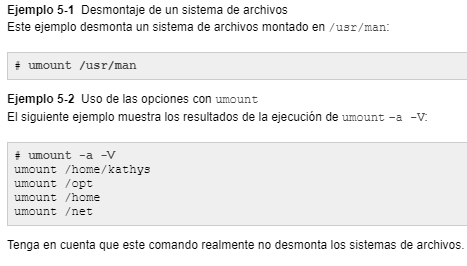 Ejemplo 5-1 Desmontaje de un sistema de archivos
Este ejemplo desmonta un sistema de archivos montado en /usr/man:
# umount /usr/man
Ejemplo 5-2 Uso de las opciones con umount
El siguiente ejemplo muestra los resultados de la ejecución de umount -a -V:
# umount -a -V
umount /home/kathys
umount /opt
umount /home
umount /net
Tenga en cuenta que este comando realmente no desmonta los sistemas de archivos.